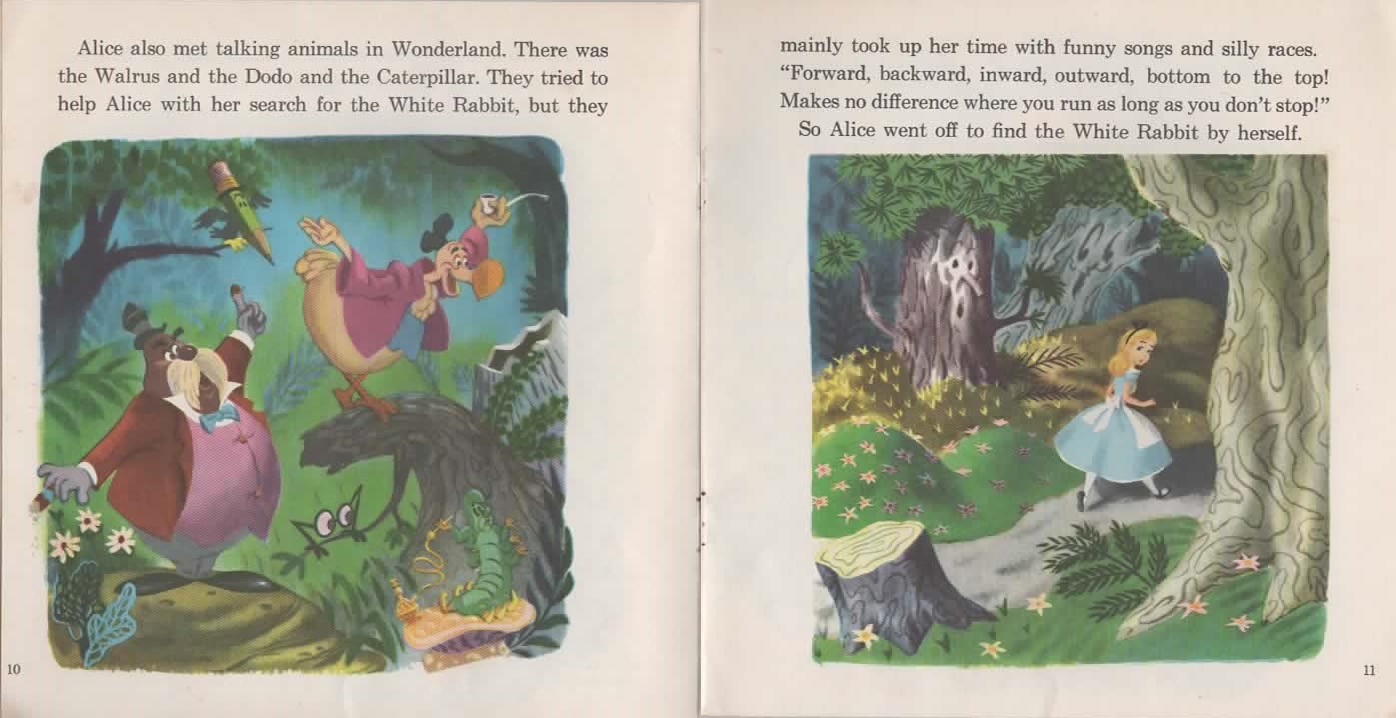 Alice also met talking animals in Wonderland. There was
the Walrus and the Dodo and the Caterpillar. They tried to
help Alice with her search for the White Rabbit, but they
10
mainly took up her time with funny songs and silly races.
“Forward, backward, inward, outward, bottom to the top!
Makes no difference where you run as long as you don’t stop!”
So Alice went off to find the White Rabbit by herself.
11